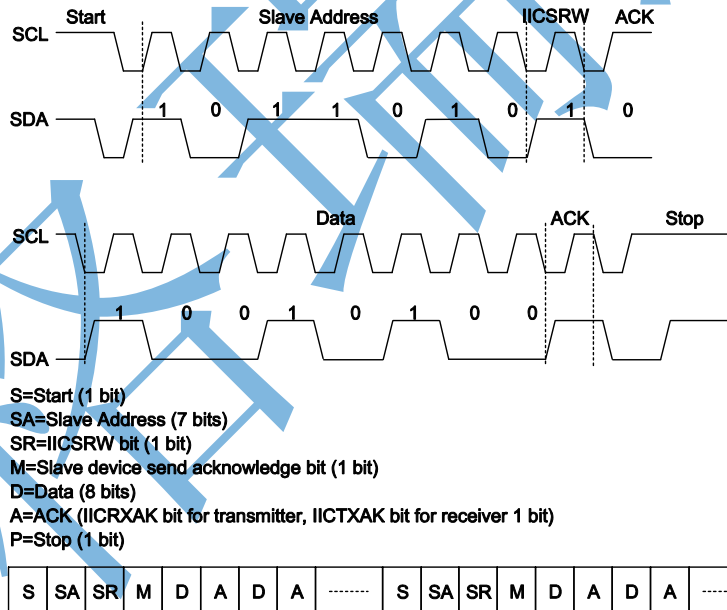 Start Slave Address IICSRW ACK
SCL
1 0 1 1 0 1 0 1 0
SDA
Data ACK Stop
SCL
1 0 0 1 0 1 0 0
SDA
S=Start (1 bit)
SA=Slave Address (7 bits)
SR=IICSRW bit (1 bit)
M=Slave device send acknowledge bit (1 bit)
D=Data (8 bits)
A=ACK (IICRXAK bit for transmitter, IICTXAK bit for receiver 1 bit)
P=Stop (1 bit)
S SA SR M D A D A ........ S SA SR M D A D A ....